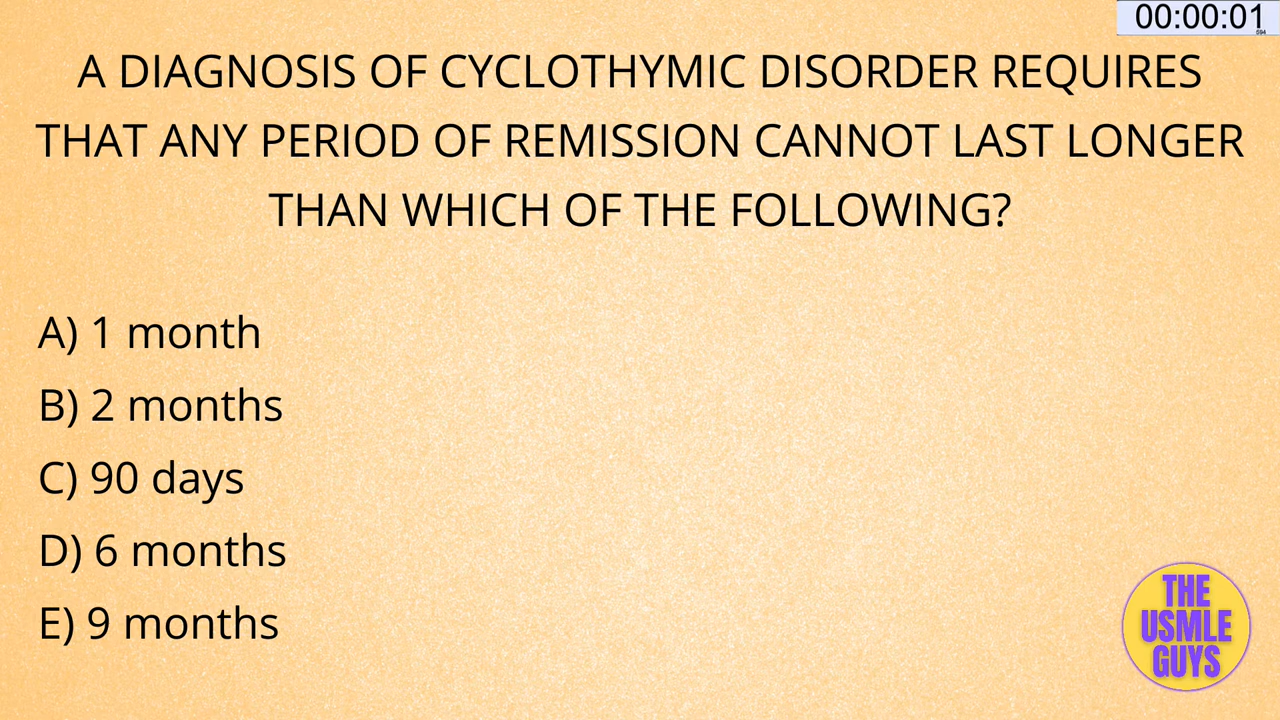 00:00:01
594
A DIAGNOSIS OF CYCLOTHYMIC DISORDER REQUIRES
THAT ANY PERIOD OF REMISSION CANNOT LAST LONGER
THAN WHICH OF THE FOLLOWING?
A) 1 month
B) 2 months
C) 90 days
D) 6 months
E) 9 months
THE
USMLE
GUYS